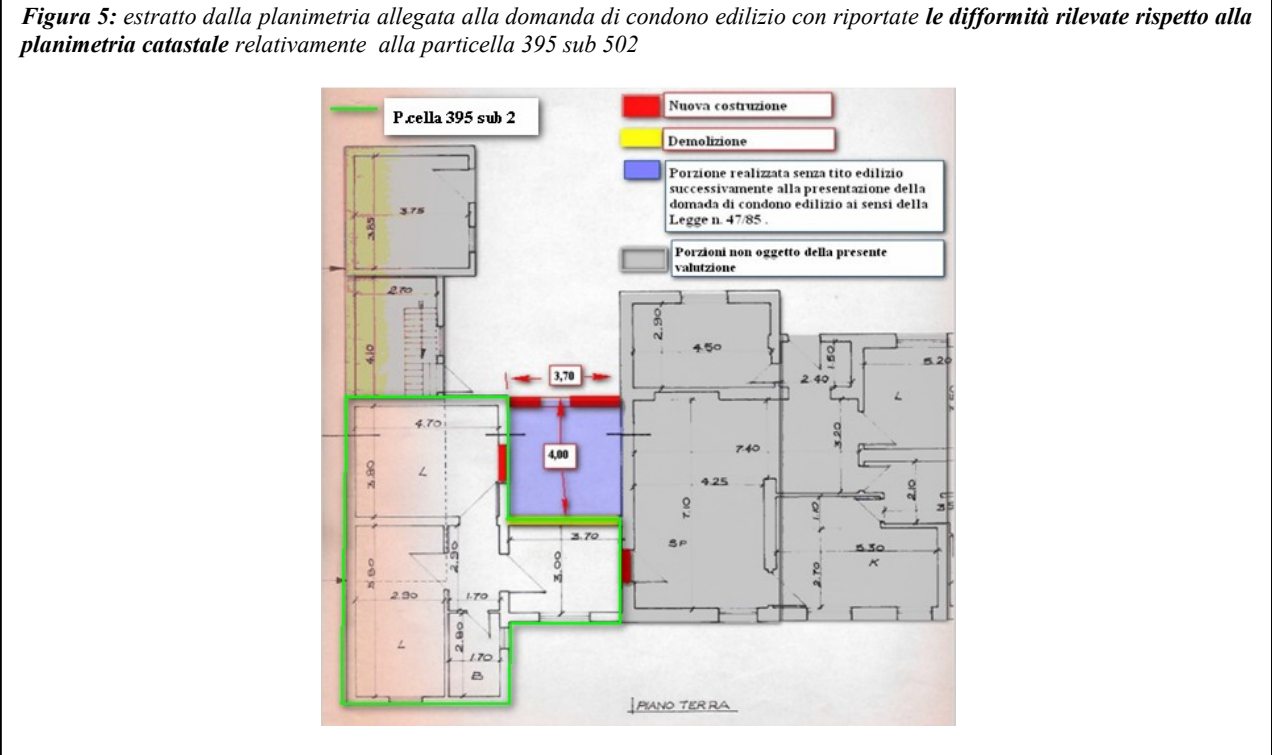 Figura 5: estratto dalla planimetria allegata alla domanda di condono edilizio con riportate le difformità rilevate rispetto alla
planimetria catastale relativamente alla particella 395 sub 502
P.cella 395 sub 2
Nuova costruzione
Demolizione
Porzione realizzata senza tito edilizio
successivamente alla presentazione della
domada di condono edilizio ai sensi della
Legge n. 47/85 .
Porzioni non oggetto della presente
valutzione
3.75
3.85
2.70
4.10
2.90
4.50
1.50
2.40
5.20
L
3,70
4.70
3.20
7.40
4,00
L
3.80
4.25
2.10
7.10
1.10
3.70
SP
5.30
K
2.90
3.00
3.80
2.70
2.90
1.70
2.80
L
1.70
B
PIANO TERRA